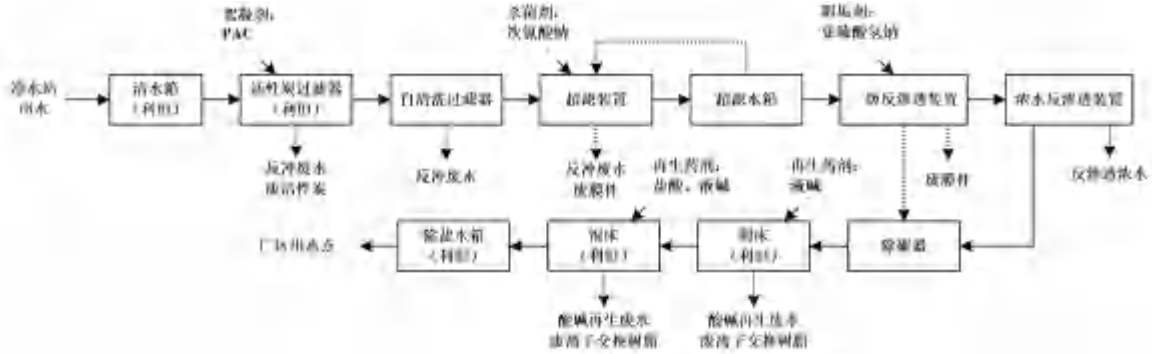 絮凝剂：
PAC
杀菌剂：
次氯酸钠
阻垢剂：
亚硫酸氢钠
净水站
出水
清水箱
（利旧）
活性炭过滤器
（利旧）
自清洗过滤器
超滤装置
超滤水箱
一级反渗透装置
浓水反渗透装置
反冲废水
废活性炭
反冲废水
反冲废水
废膜件
再生药剂：
盐酸、液碱
再生药剂：
液碱
废膜件
反渗透浓水
厂区用水点
除盐水箱
（利旧）
混床
（利旧）
阴床
（利旧）
除碳器
酸碱再生废水
废离子交换树脂
酸碱再生废水
废离子交换树脂